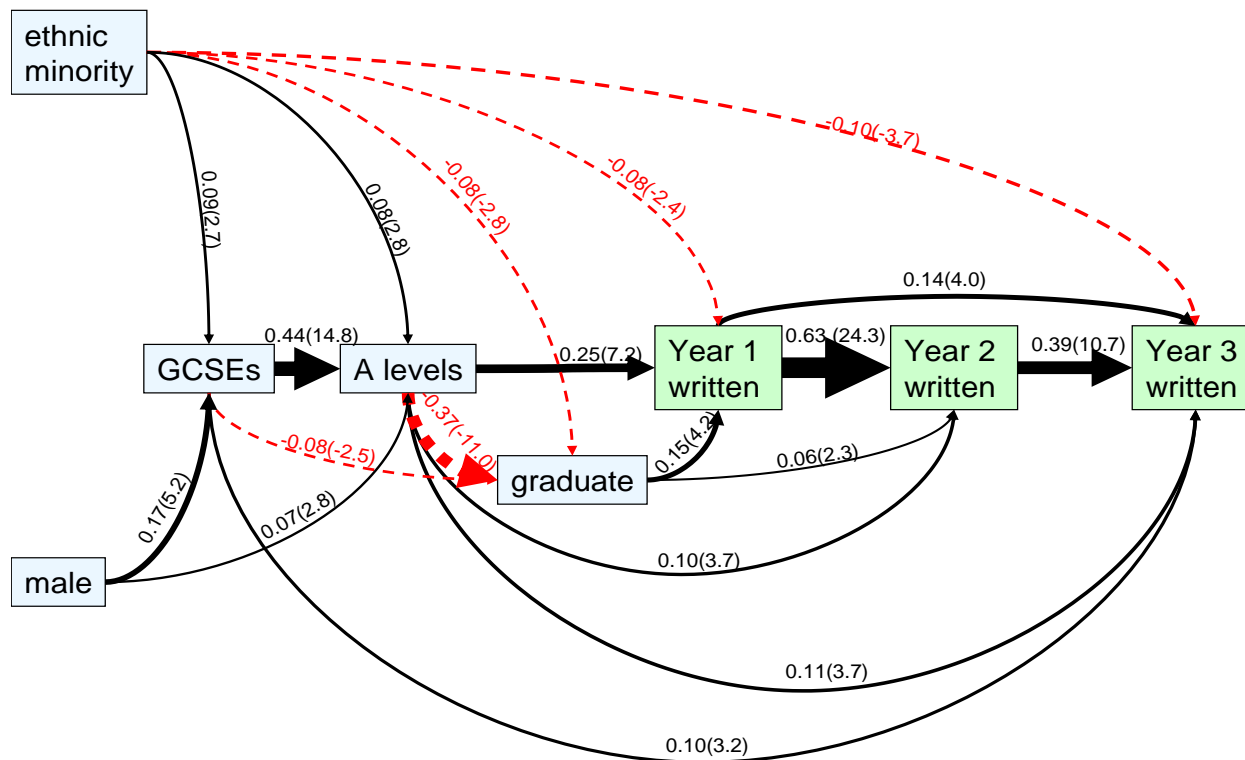 ethnic
minority
-0.10(-3.7)
-0.08(-2.4)
-0.08(-2.8)
0.09(2.7)
0.08(2.8)
0.14(4.0)
0.44(14.8)
0.25(7.2)
0.63 (24.3)
0.39(10.7)
GCSEs
A levels
Year 1
written
Year 2
written
Year 3
written
-0.37(-11.0)
-0.08(-2.5)
graduate
0.15(4.2)
0.06(2.3)
0.17(5.2)
0.07(2.8)
male
0.10(3.7)
0.11(3.7)
0.10(3.2)